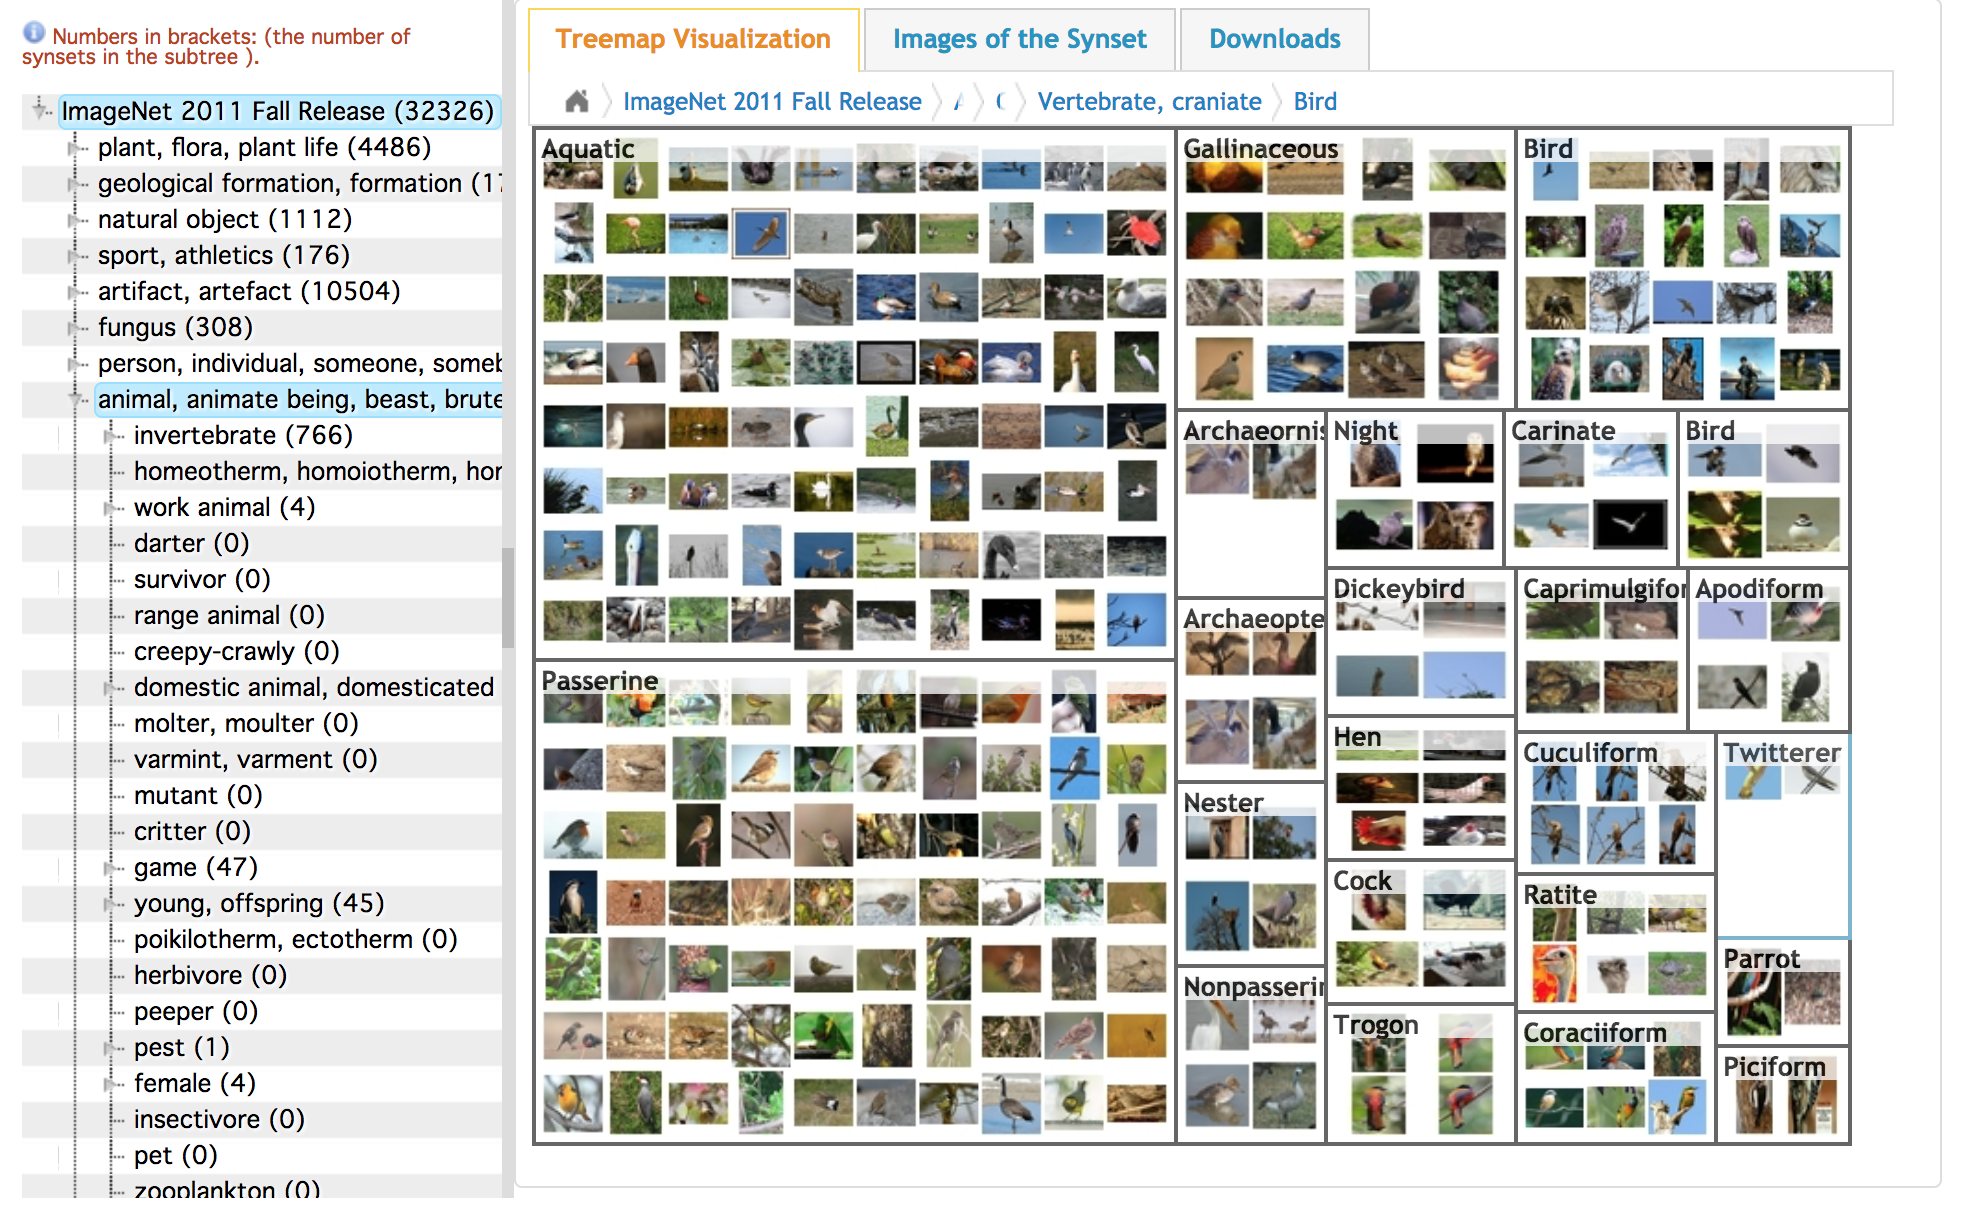 Numbers in brackets: (the number of
synsets in the subtree ).
ImageNet 2011 Fall Release (32326)
plant, flora, plant life (4486)
geological formation, formation (17
natural object (1112)
sport, athletics (176)
artifact, artefact (10504)
fungus (308)
person, individual, someone, someb
animal, animate being, beast, brute
invertebrate (766)
homeotherm, homoiotherm, hor
work animal (4)
darter (0)
survivor (0)
range animal (0)
creepy-crawly (0)
domestic animal, domesticated
molter, moulter (0)
varmint, varment (0)
mutant (0)
critter (0)
game (47)
young, offspring (45)
poikilotherm, ectotherm (0)
herbivore (0)
peeper (0)
pest (1)
female (4)
insectivore (0)
pet (0)
zooplankton (0)
Treemap Visualization
Images of the Synset
Downloads
ImageNet 2011 Fall Release
Vertebrate, craniate
Bird
Aquatic
Gallinaceous
Bird
Archaeornis
Night
Carinate
Bird
Dickeybird
Caprimulgifor
Apodiform
Archaeopte
Passerine
Hen
Cuculiform
Twitterer
Nester
Cock
Ratite
Parrot
Nonpasserir
Trogon
Coraciiform
Piciform